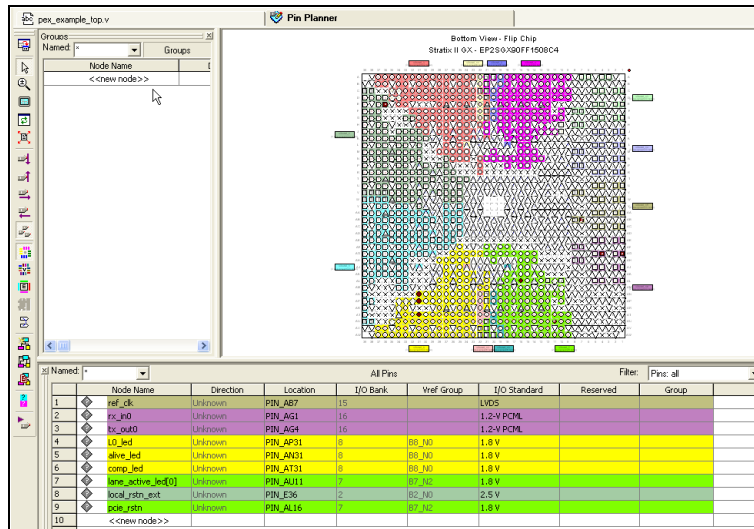 pex_example_top.v
Pin Planner
Groups
Named: *
Groups
Node Name
<<new node>>
Bottom View - Flip Chip
Stratix II GX - EP2SGX90FF1508C4
Named: * All Pins Filter: Pins: all
Node Name Direction Location I/O Bank Vref Group I/O Standard Reserved Group
1 ref_clk Unknown PIN_AB7 15 LVDS
2 rx_in0 Unknown PIN_AG1 16 1.2-V PCML
3 tx_out0 Unknown PIN_AG4 16 1.2-V PCML
4 L0_led Unknown PIN_AP31 8 B8_N0 1.8 V
5 alive_led Unknown PIN_AN31 8 B8_N0 1.8 V
6 comp_led Unknown PIN_AT31 8 B8_N0 1.8 V
7 lane_active_led[0] Unknown PIN_AU11 7 B7_N2 1.8 V
8 local_rstn_ext Unknown PIN_E36 2 B2_N0 2.5 V
9 pcie_rstn Unknown PIN_AL16 7 B7_N2 1.8 V
10 <<new node>>